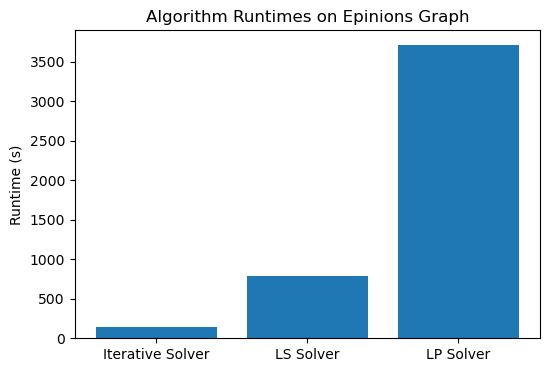 Algorithm Runtimes on Epinions Graph
Runtime (s)
3500
3000
2500
2000
1500
1000
500
0
Iterative Solver
LS Solver
LP Solver